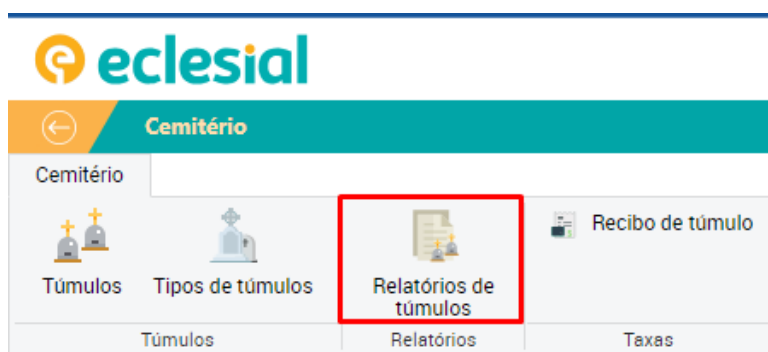 eclesial
Cemitério
Cemitério
Túmulos
Tipos de túmulos
Relatórios de
túmulos
Recibo de túmulo
Túmulos
Relatórios
Taxas